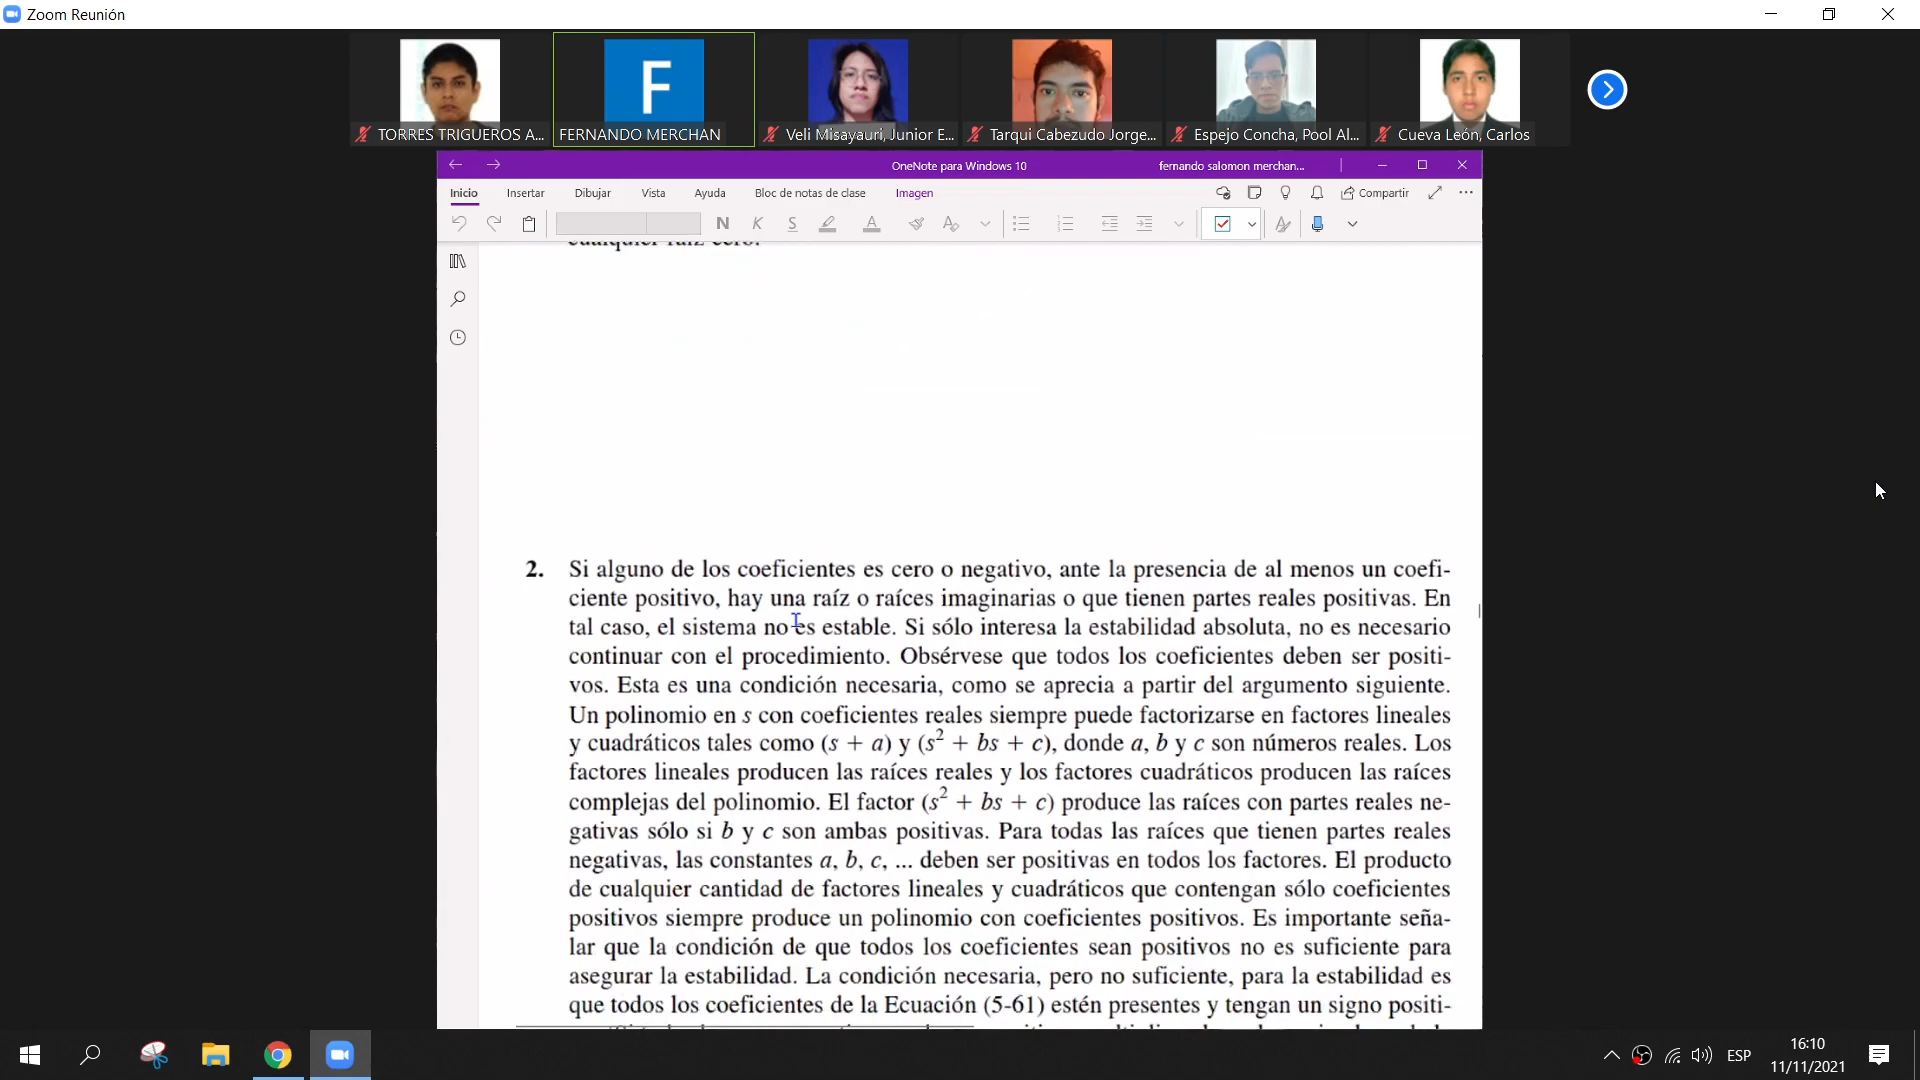 Zoom Reunión
F
TORRES TRIGUEROS A...
FERNANDO MERCHAN
Veli Misayauri, Junior E...
Tarqui Cabezudo Jorge...
Espejo Concha, Pool Al...
Cueva León, Carlos
OneNote para Windows 10
fernando salomon merchan...
Inicio
Insertar
Dibujar
Vista
Ayuda
Bloc de notas de clase
Imagen
Compartir
N K S A
cualquier raíz cero.
2. Si alguno de los coeficientes es cero o negativo, ante la presencia de al menos un coefi-
ciente positivo, hay una raíz o raíces imaginarias o que tienen partes reales positivas. En
tal caso, el sistema no es estable. Si sólo interesa la estabilidad absoluta, no es necesario
continuar con el procedimiento. Obsérvese que todos los coeficientes deben ser positi-
vos. Esta es una condición necesaria, como se aprecia a partir del argumento siguiente.
Un polinomio en s con coeficientes reales siempre puede factorizarse en factores lineales
y cuadráticos tales como (s + a) y (s² + bs + c), donde a, b y c son números reales. Los
factores lineales producen las raíces reales y los factores cuadráticos producen las raíces
complejas del polinomio. El factor (s² + bs + c) produce las raíces con partes reales ne-
gativas sólo si b y c son ambas positivas. Para todas las raíces que tienen partes reales
negativas, las constantes a, b, c, ... deben ser positivas en todos los factores. El producto
de cualquier cantidad de factores lineales y cuadráticos que contengan sólo coeficientes
positivos siempre produce un polinomio con coeficientes positivos. Es importante seña-
lar que la condición de que todos los coeficientes sean positivos no es suficiente para
asegurar la estabilidad. La condición necesaria, pero no suficiente, para la estabilidad es
que todos los coeficientes de la Ecuación (5-61) estén presentes y tengan un signo positi-
ESP
16:10
11/11/2021